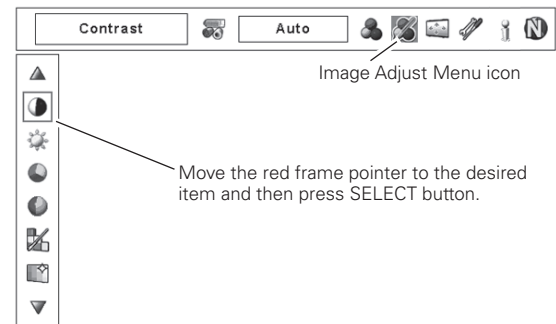 Contrast
Auto
N
Image Adjust Menu icon
Move the red frame pointer to the desired
item and then press SELECT button.